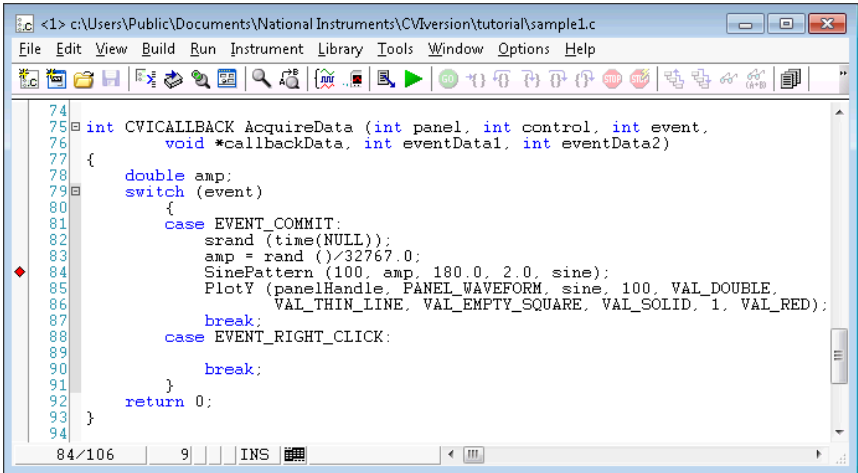 <1> c:\Users\Public\Documents\National Instruments\CVIversion\tutorial\sample1.c
File Edit View Build Run Instrument Library Tools Window Options Help
74
75 int CVICALLBACK AcquireData (int panel, int control, int event,
76 void *callbackData, int eventData1, int eventData2)
77 {
78 double amp;
79 switch (event)
80 {
81 case EVENT_COMMIT:
82 srand (time(NULL));
83 amp = rand ()/32767.0;
84 SinePattern (100, amp, 180.0, 2.0, sine);
85 PlotY (panelHandle, PANEL_WAVEFORM, sine, 100, VAL_DOUBLE,
86 VAL_THIN_LINE, VAL_EMPTY_SQUARE, VAL_SOLID, 1, VAL_RED);
87 break;
88 case EVENT_RIGHT_CLICK:
89
90 break;
91 }
92 return 0;
93 }
94
84/106 9 INS